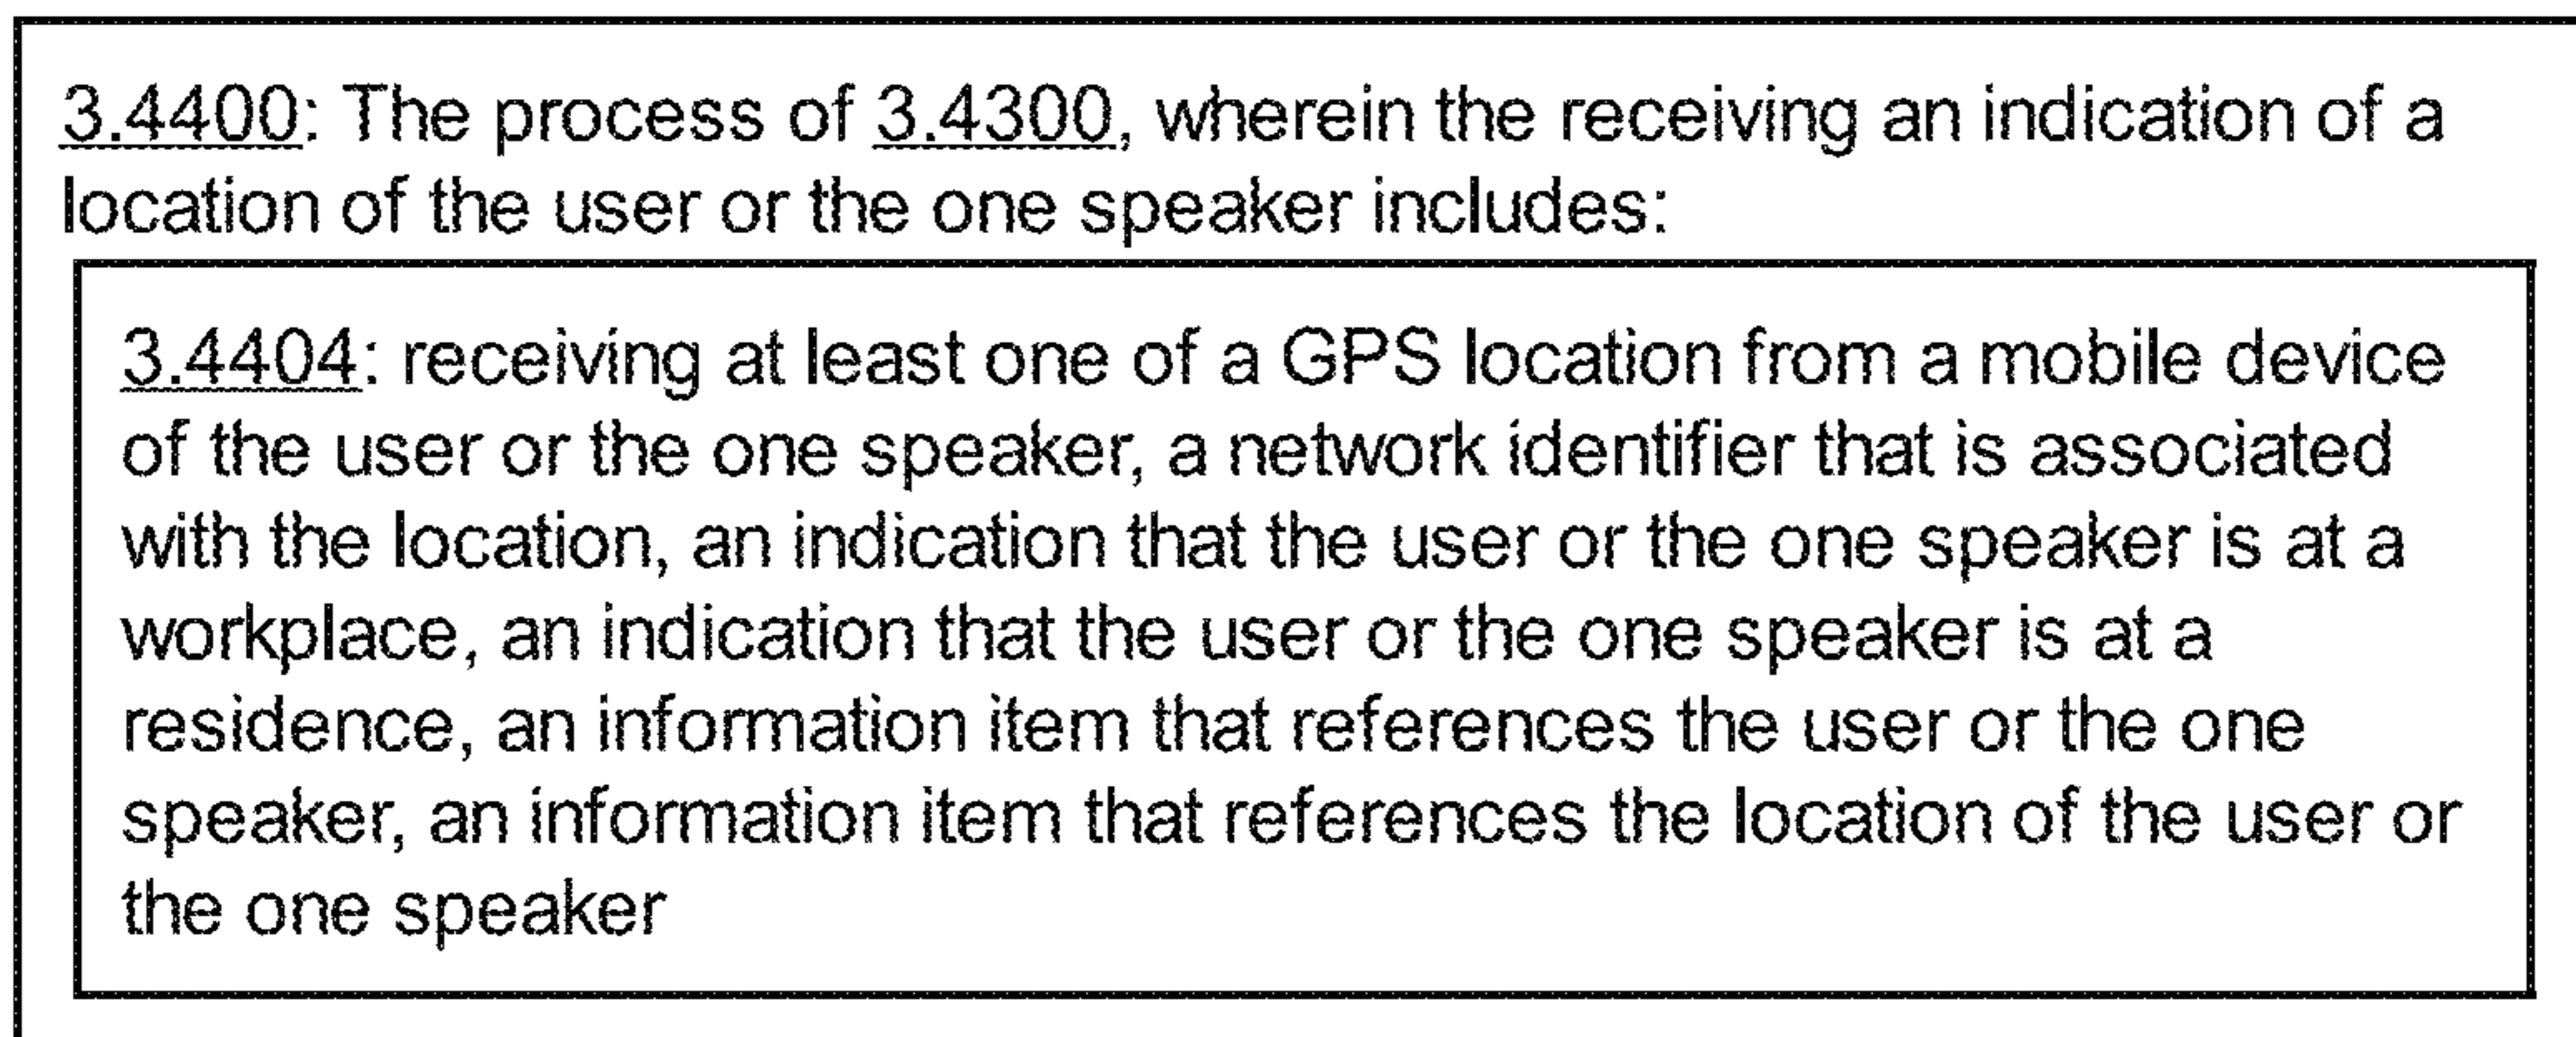 3.4400: The process of 3.4300, wherein the receiving an indication of a
location of the user or the one speaker includes:
3.4404: receiving at least one of a GPS location from a mobile device
of the user or the one speaker, a network identifier that is associated
with the location, an indication that the user or the one speaker is at a
workplace, an indication that the user or the one speaker is at a
residence, an information item that references the user or the one
speaker, an information item that references the location of the user or
the one speaker